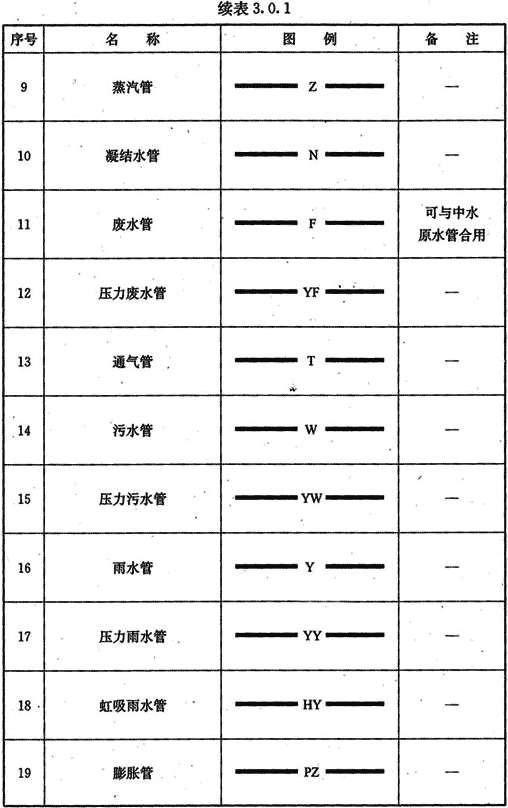 续表 3.0.1
序号 名 称 图 例 备 注
9 蒸汽管 Z —
10 凝结水管 N —
11 废水管 F 可与中水
原水管合用
12 压力废水管 YF —
13 通气管 T —
14 污水管 W —
15 压力污水管 YW —
16 雨水管 Y —
17 压力雨水管 YY —
18 虹吸雨水管 HY —
19 膨胀管 PZ —